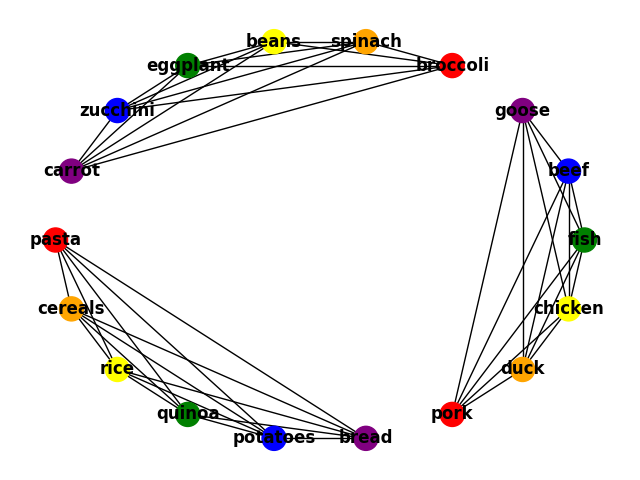 beans
spinach
eggplant
broccoli
zucchini
goose
carrot
beef
pasta
fish
cereals
chicken
rice
duck
quinoa
pork
potatoes
bread